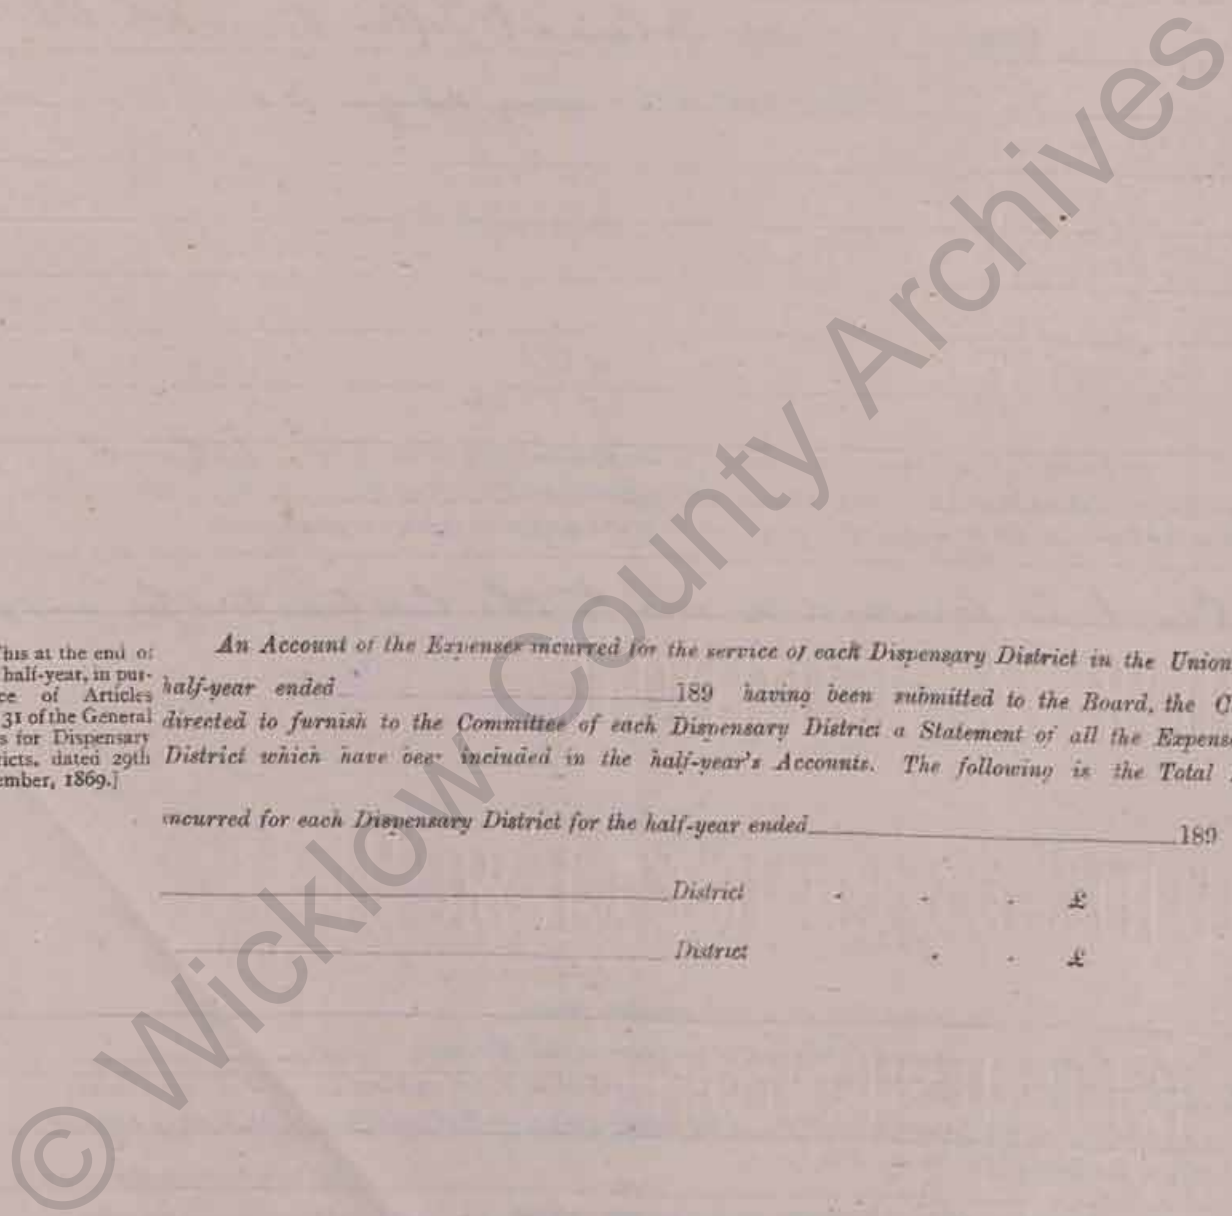 his at the end of
half-year, in pur-
ce of Articles
31 of the General
s for Dispensary
icts, dated 29th
ember, 1869.]
An Account of the Expenses incurred for the service of each Dispensary District in the Union
half-year ended 189 having been submitted to the Board, the C
directed to furnish to the Committee of each Dispensary District a Statement of all the Expens
District which have been included in the half-year's Accounts. The following is the Total
incurred for each Dispensary District for the half-year ended 189
District - - - £
District - - £
© Wicklow County Archives